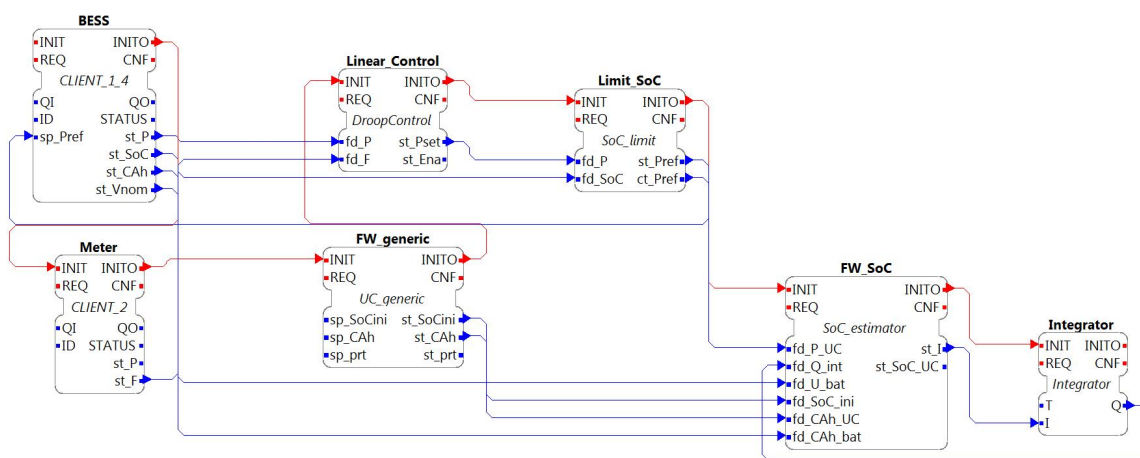 BESS
INIT INITO
REQ CNF
CLIENT_1_4
QI QO
ID STATUS
sp_Pref st_P
st_SoC
st_CAh
st_Vnom
Linear_Control
INIT INITO
REQ CNF
DroopControl
fd_P st_Pset
fd_F st_Ena
Limit_SoC
INIT INITO
REQ CNF
SoC_limit
fd_P st_Pref
fd_SoC ct_Pref
Meter
INIT INITO
REQ CNF
CLIENT_2
QI QO
ID STATUS
st_P
st_F
FW_generic
INIT INITO
REQ CNF
UC_generic
sp_SoCini st_SoCini
sp_CAh st_CAh
sp_prt st_prt
FW_SoC
INIT INITO
REQ CNF
SoC_estimator
fd_P_UC st_I
fd_Q_int st_SoC_UC
fd_U_bat
fd_SoC_ini
fd_CAh_UC
fd_CAh_bat
Integrator
INIT INITO
REQ CNF
Integrator
T Q
I